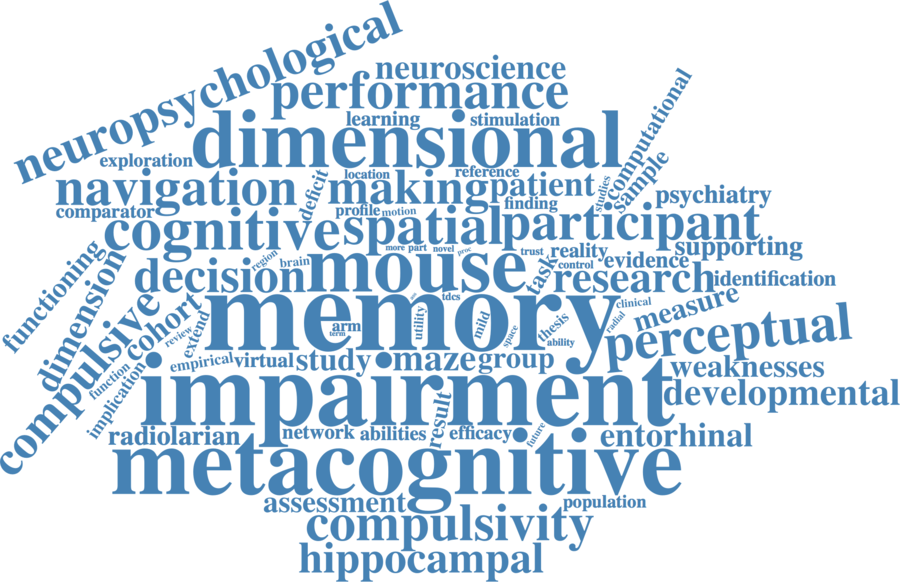 neuropsychological
neuroscience
performance
computational
learning
stimulation
dimensional
exploration
location
reference
studies
sample
navigation
deficit
making
patient
psychiatry
comparator
profile
motion
finding
cognitive
spatial
participant
more
part
novel
proc
trust
reality
supporting
functioning
region
brain
task
control
evidence
decision
mouse
research
identification
dimension
compulsive
cohort
extend
review
memory
tdcs
arm
term
utility
mild
space
thesis
ability
radial
clinical
measure
perceptual
function
implication
empirical
virtual
study
maze
group
weaknesses
impairment
developmental
radiolarian
network
abilities
result
efficacy
future
entorhinal
metacognitive
assessment
population
compulsivity
hippocampal